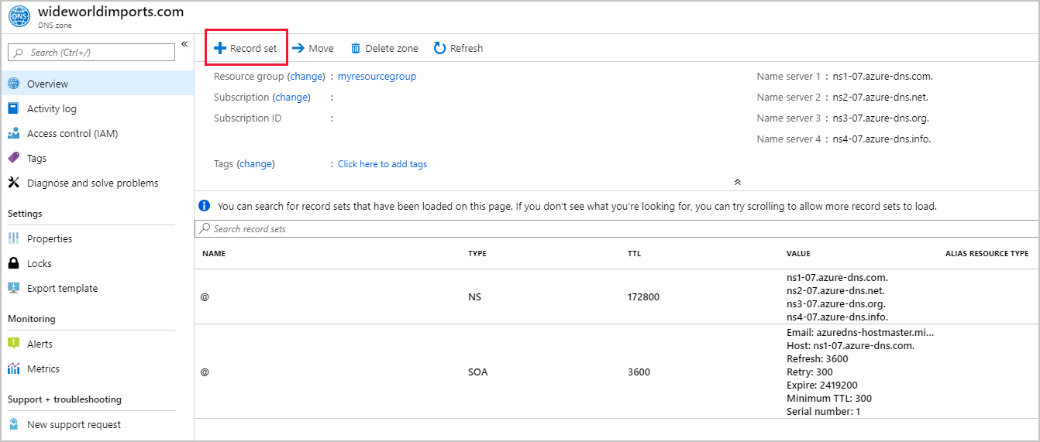 wideworldimports.com
DNS
DNS zone
Search (Ctrl+/)
«
Overview
Activity log
Access control (IAM)
Tags
Diagnose and solve problems
Settings
Properties
Locks
Export template
Monitoring
Alerts
Metrics
Support + troubleshooting
New support request
Record set
Move
Delete zone
Refresh
Resource group (change) : myresourcegroup
Subscription (change) :
Subscription ID :
Tags (change) : Click here to add tags
Name server 1 : ns1-07.azure-dns.com.
Name server 2 : ns2-07.azure-dns.net.
Name server 3 : ns3-07.azure-dns.org.
Name server 4 : ns4-07.azure-dns.info.
You can search for record sets that have been loaded on this page. If you don't see what you're looking for, you can try scrolling to allow more record sets to load.
Search record sets
NAME TYPE TTL VALUE ALIAS RESOURCE TYPE
@ NS 172800
ns1-07.azure-dns.com.
ns2-07.azure-dns.net.
ns3-07.azure-dns.org.
ns4-07.azure-dns.info.
@ SOA 3600
Email: azuredns-hostmaster.mi...
Host: ns1-07.azure-dns.com.
Refresh: 3600
Retry: 300
Expire: 2419200
Minimum TTL: 300
Serial number: 1